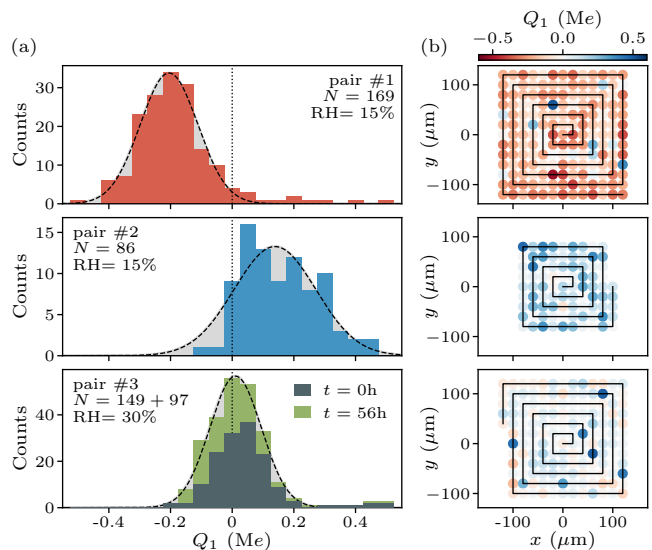 (a)
pair #1
N = 169
RH= 15%
Counts
30
20
10
0
pair #2
N = 86
RH= 15%
Counts
15
10
5
0
pair #3
N = 149 + 97
RH= 30%
t = 0h
t = 56h
Counts
40
20
0
-0.4
-0.2
0
0.2
0.4
Q₁ (Me)
(b)
Q₁ (Me)
−0.5
0.0
0.5
y (μm)
100
0
−100
y (μm)
100
0
−100
y (μm)
100
0
−100
-100
0
100
x (μm)